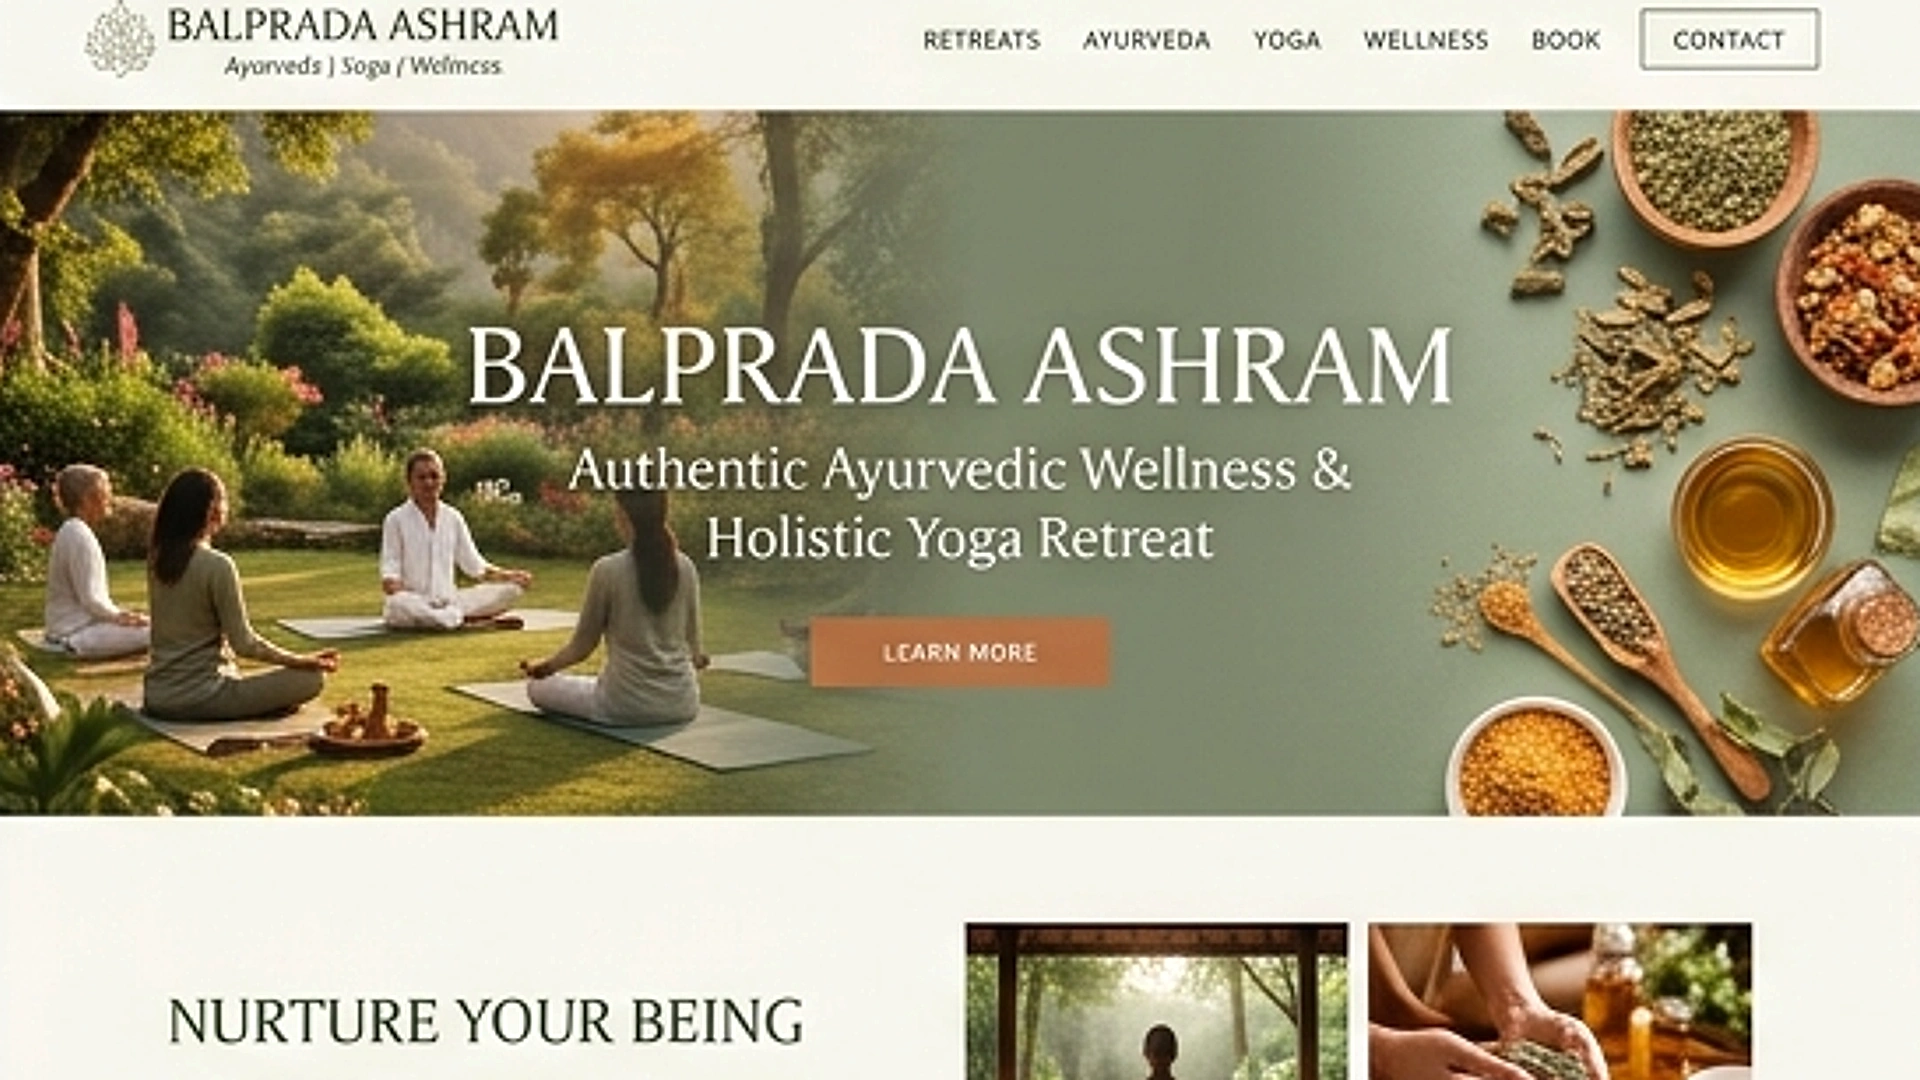 BALPRADA ASHRAM
Ayorveds ) Soga / Welmcss
RETREATS AYURVEDA YOGA WELLNESS BOOK CONTACT
BALPRADA ASHRAM
Authentic Ayurvedic Wellness &
Holistic Yoga Retreat
LEARN MORE
NURTURE YOUR BEING